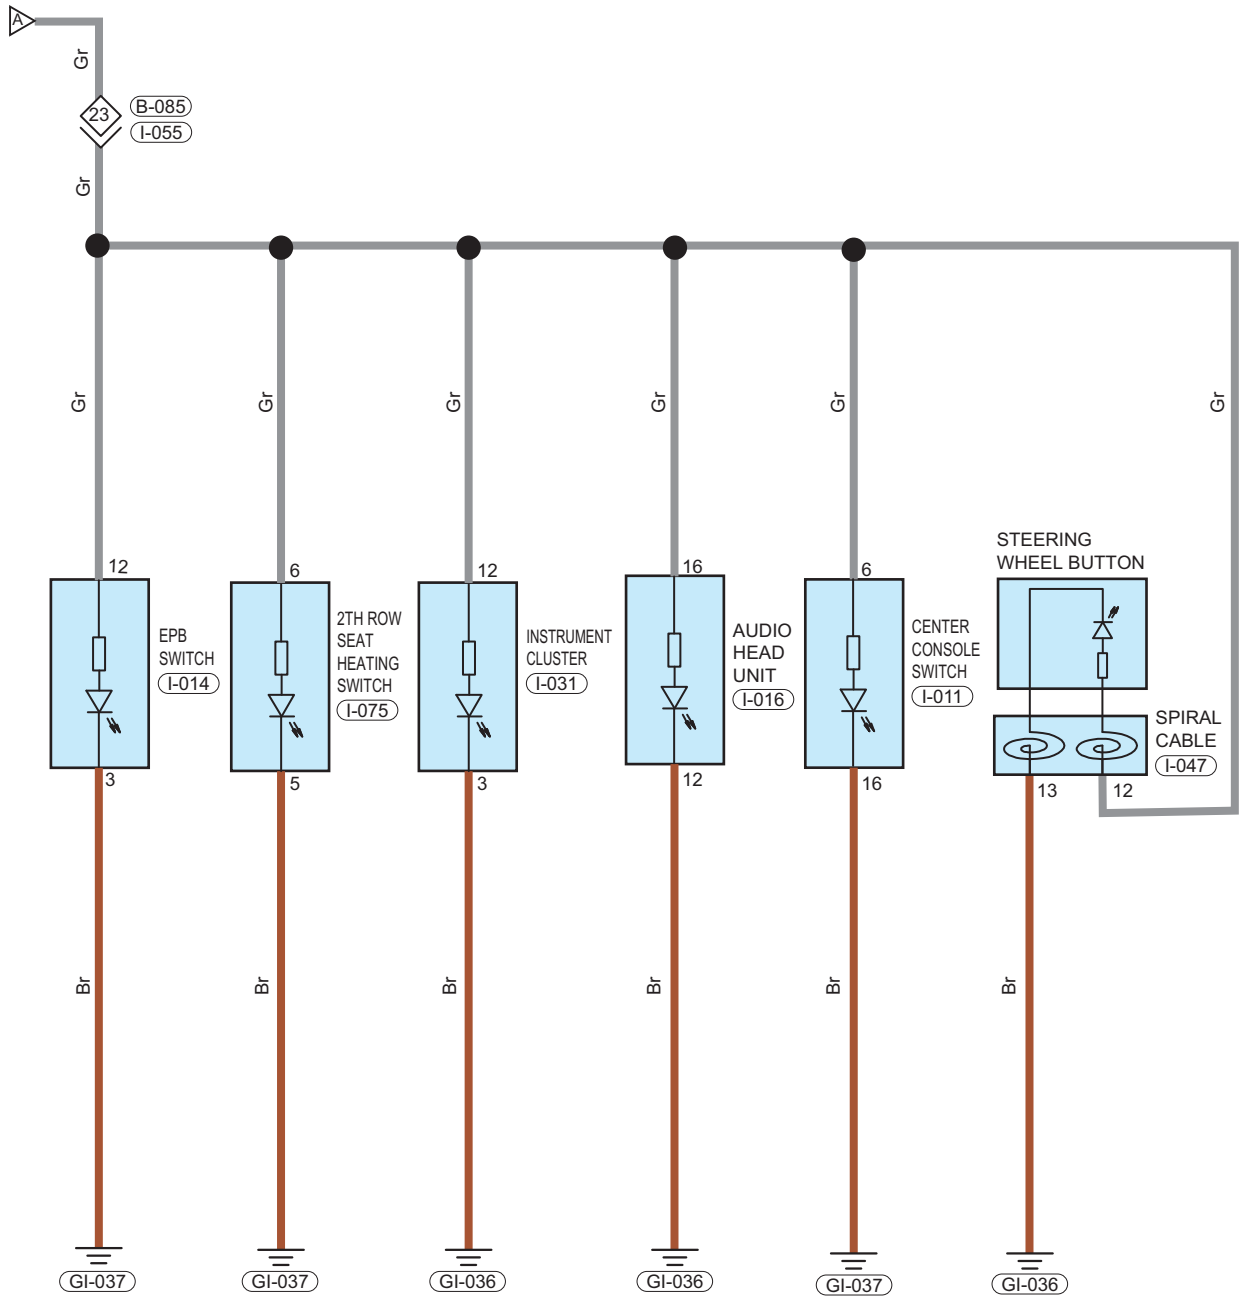 A
Gr
23
B-085
I-055
Gr
Gr
Gr
Gr
Gr
Gr
Gr
12
6
12
16
6
STEERING
WHEEL BUTTON
EPB
SWITCH
I-014
2TH ROW
SEAT
HEATING
SWITCH
I-075
INSTRUMENT
CLUSTER
I-031
AUDIO
HEAD
UNIT
I-016
CENTER
CONSOLE
SWITCH
I-011
SPIRAL
CABLE
I-047
3
5
3
12
16
13
12
Br
Br
Br
Br
Br
Br
GI-037
GI-037
GI-036
GI-036
GI-037
GI-036